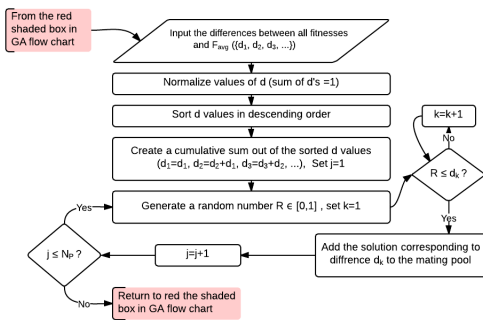 From the red
shaded box in
GA flow chart
Input the differences between all fitnesses
and Favg ({d1, d2, d3, ...})
Normalize values of d (sum of d's =1)
Sort d values in descending order
Create a cumulative sum out of the sorted d values
(d1=d1, d2=d2+d1, d3=d3+d2, ...), Set j=1
k=k+1
No
R ≤ dk ?
Generate a random number R ∈ [0,1] , set k=1
Yes
Yes
Add the solution corresponding to
diffrence dk to the mating pool
j=j+1
j ≤ NP ?
No
Return to red the shaded
box in GA flow chart